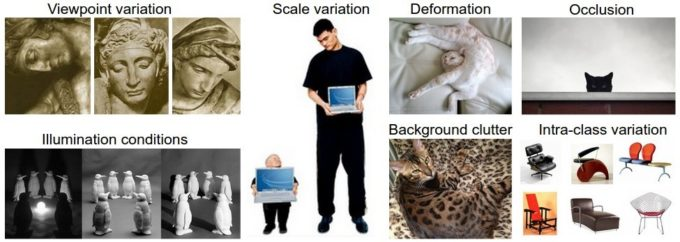 Viewpoint variation
Scale variation
Deformation
Occlusion
Illumination conditions
Background clutter
Intra-class variation